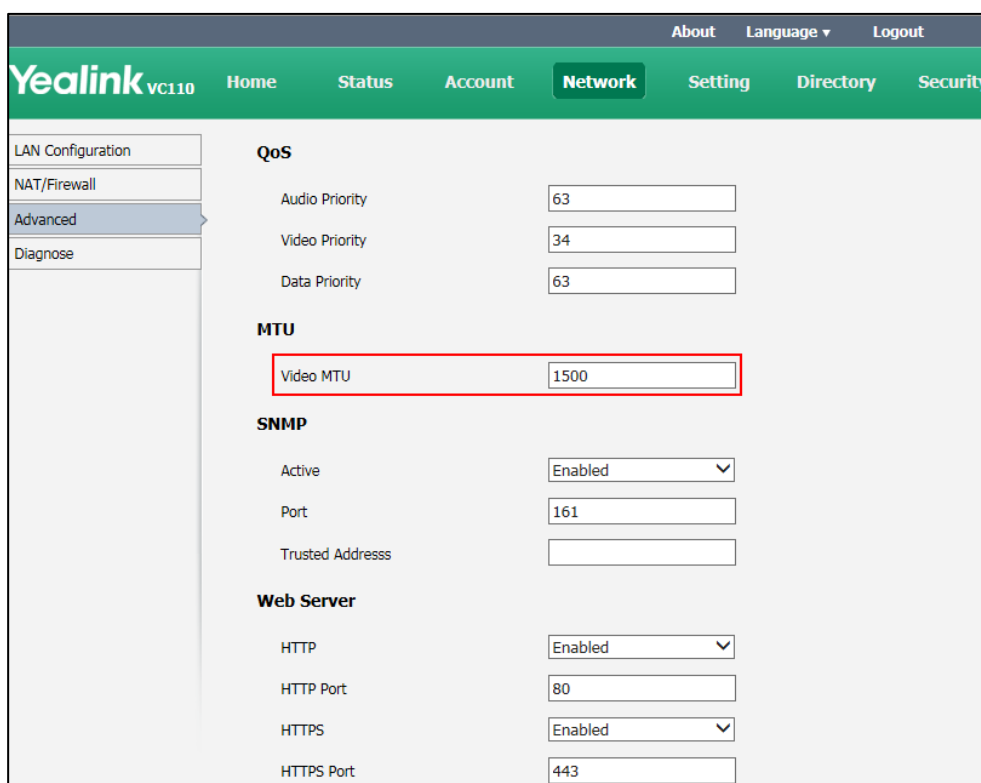 About Language ▾ Logout
Yealink VC110 Home Status Account Network Setting Directory Security
LAN Configuration
NAT/Firewall
Advanced
Diagnose
QoS
Audio Priority 63
Video Priority 34
Data Priority 63
MTU
Video MTU 1500
SNMP
Active Enabled
Port 161
Trusted Addresss
Web Server
HTTP Enabled
HTTP Port 80
HTTPS Enabled
HTTPS Port 443